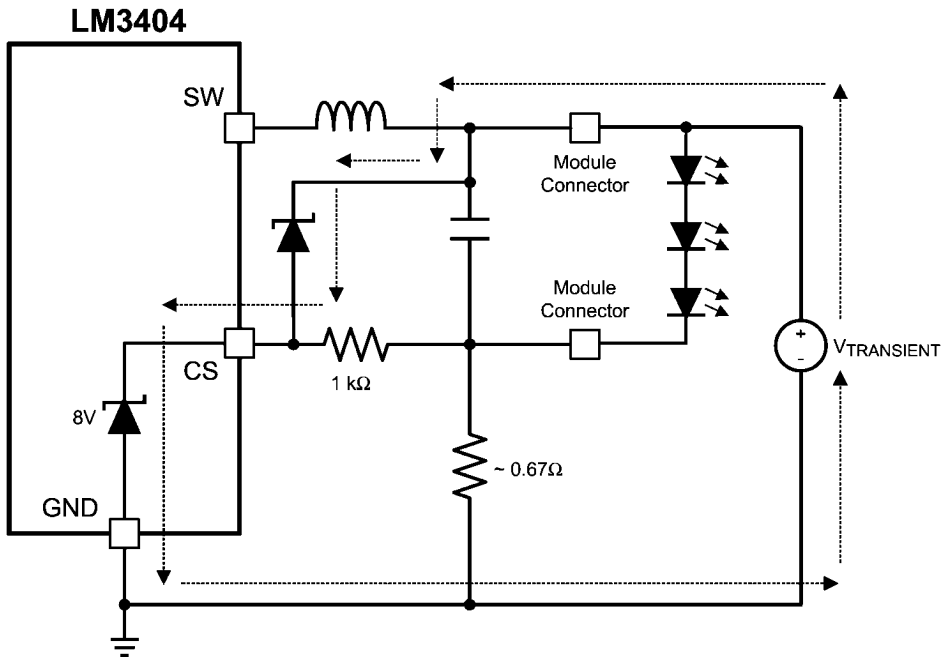 LM3404
SW
Module
Connector
Module
Connector
+
-
VTRANSIENT
CS
1 kΩ
8V
~ 0.67Ω
GND